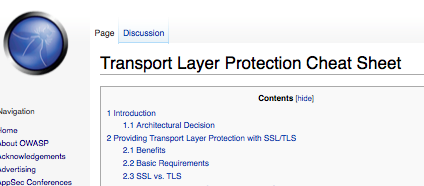 Page Discussion
Transport Layer Protection Cheat Sheet
Contents [hide]
1 Introduction
1.1 Architectural Decision
2 Providing Transport Layer Protection with SSL/TLS
2.1 Benefits
2.2 Basic Requirements
2.3 SSL vs. TLS
Navigation
Home
About OWASP
Acknowledgements
Advertising
AppSec Conferences